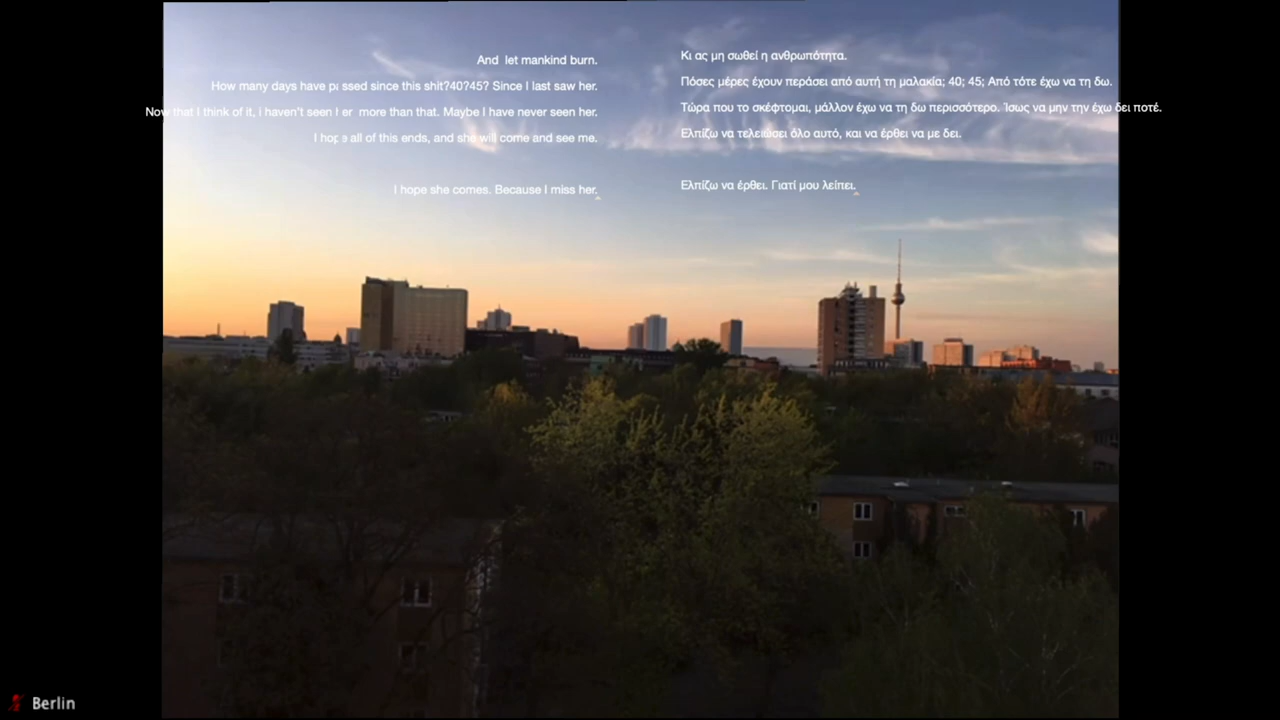 And let mankind burn.
How many days have passed since this shit?40?45? Since I last saw her.
Now that I think of it, i haven't seen her more than that. Maybe I have never seen her.
I hope all of this ends, and she will come and see me.
I hope she comes. Because I miss her.
Κι ας μη σωθεί η ανθρωπότητα.
Πόσες μέρες έχουν περάσει από αυτή τη μαλακία; 40; 45; Από τότε έχω να τη δω.
Τώρα που το σκέφτομαι, μάλλον έχω να τη δω περισσότερο. Ίσως να μην την έχω δει ποτέ.
Ελπίζω να τελειώσει όλο αυτό, και να έρθει να με δει.
Ελπίζω να έρθει. Γιατί μου λείπει.
Berlin